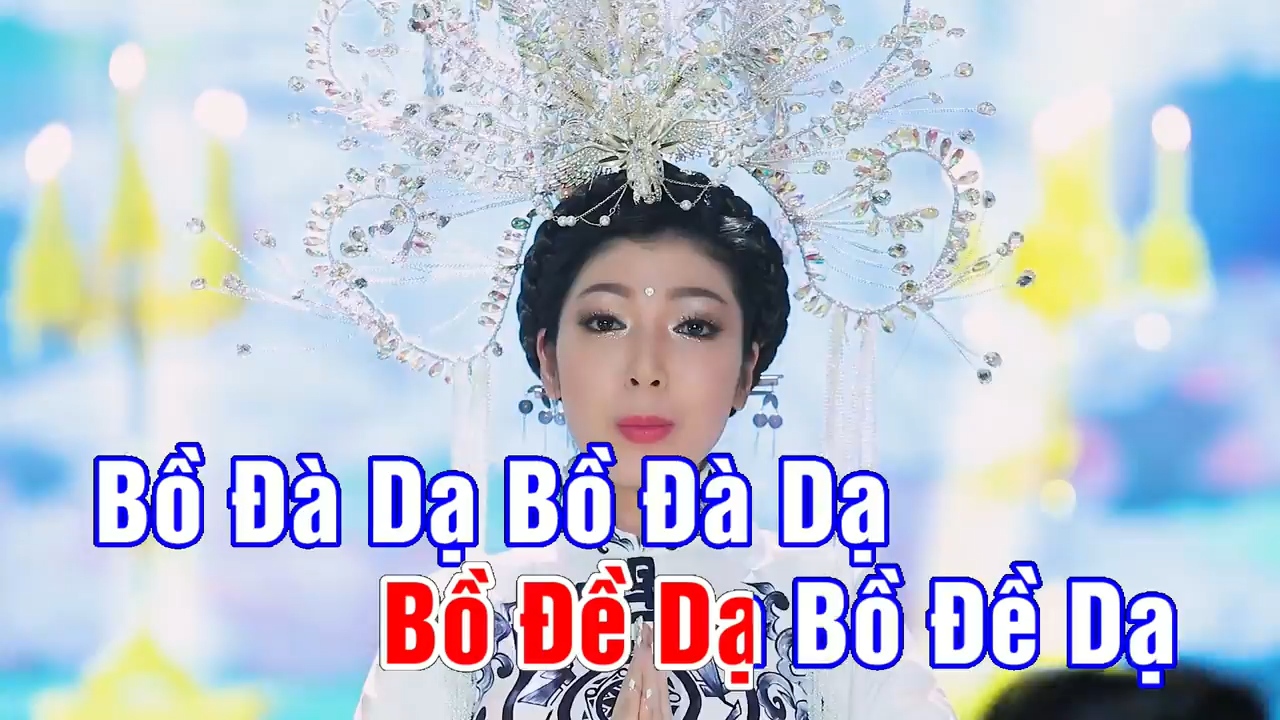 Bồ Đà Dạ Bồ Đà Dạ
Bồ Đề Dạ Bồ Đề Dạ